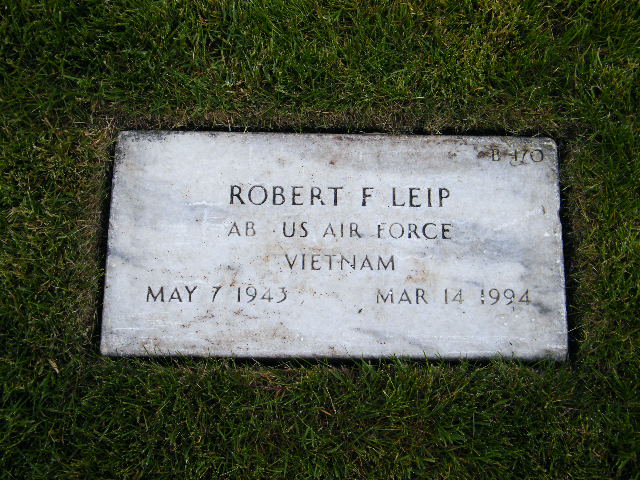 B 170
ROBERT F LEIP
AB US AIR FORCE
VIETNAM
MAY 7 1943 MAR 14 1994